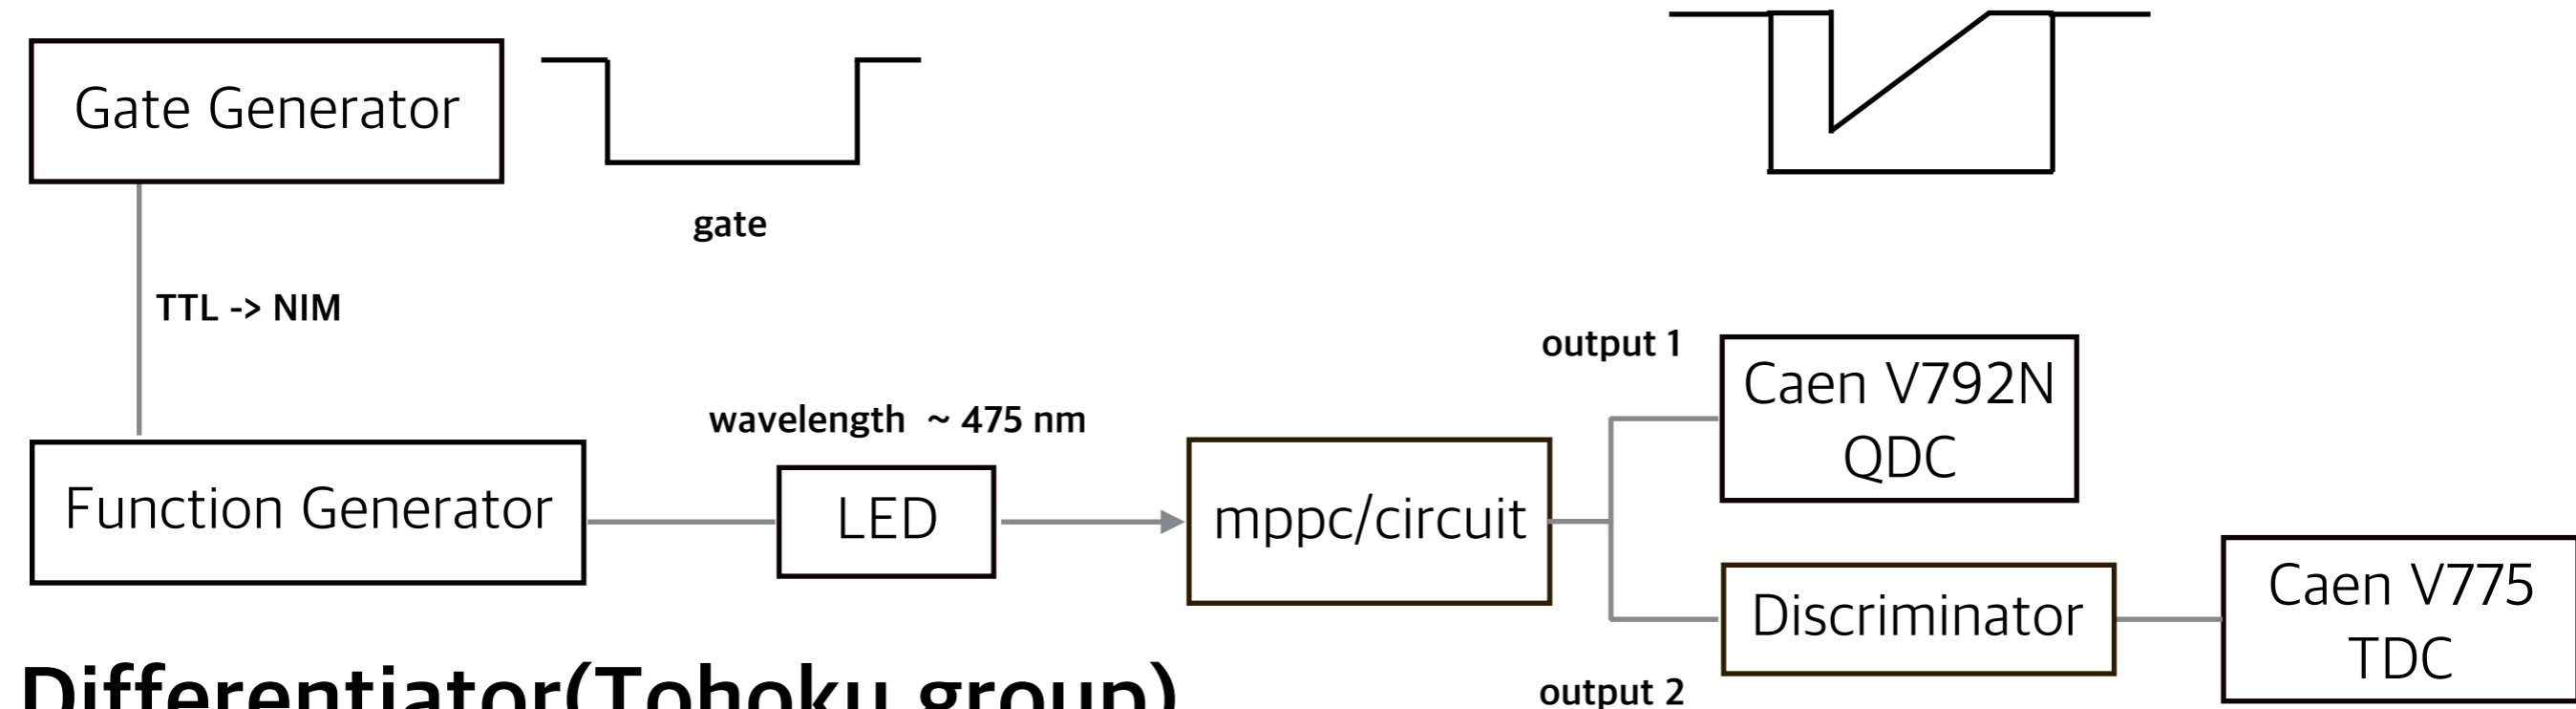 Gate Generator
gate
TTL -> NIM
output 1
Caen V792N
QDC
wavelength ~ 475 nm
Function Generator
LED
mppc/circuit
Discriminator
Caen V775
TDC
output 2
Differentiator(Tohoku group)